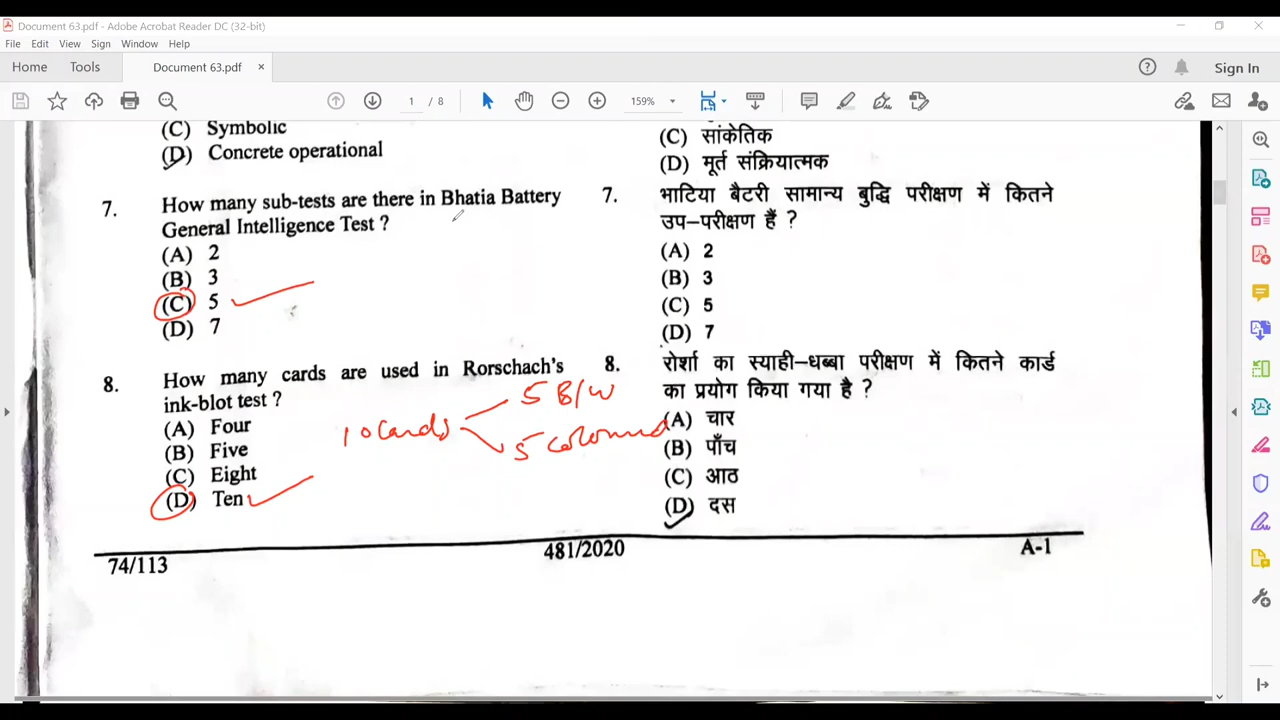 Document 63.pdf - Adobe Acrobat Reader DC (32-bit)
File Edit View Sign Window Help
Home Tools Document 63.pdf ×
1 / 8 159%
Sign In
(C) Symbolic
(D) Concrete operational
7. How many sub-tests are there in Bhatia Battery
General Intelligence Test ?
(A) 2
(B) 3
(C) 5
(D) 7
8. How many cards are used in Rorschach's
ink-blot test ?
(A) Four
(B) Five
(C) Eight
(D) Ten
10 Cards
5 B/W
5 coloured
(C) सांकेतिक
(D) मूर्त संक्रियात्मक
7. भाटिया बैटरी सामान्य बुद्धि परीक्षण में कितने
उप-परीक्षण हैं ?
(A) 2
(B) 3
(C) 5
(D) 7
8. रोर्शा का स्याही-धब्बा परीक्षण में कितने कार्ड
का प्रयोग किया गया है ?
(A) चार
(B) पाँच
(C) आठ
(D) दस
74/113 481/2020 A-1